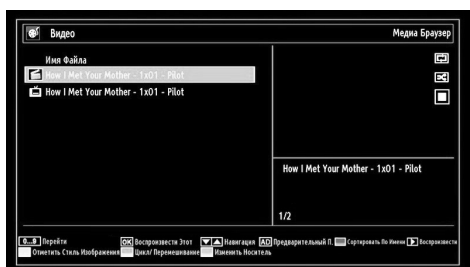 Видео
Медиа Браузер
Имя Файла
How I Met Your Mother - 1x01 - Pilot
How I Met Your Mother - 1x01 - Pilot
How I Met Your Mother - 1x01 - Pilot
1/2
0...9 Перейти OK Воспроизвести Этот Навигация AD Предварительный П. Сортировать По Имени Воспроизвести
Отметить Стиль Изображения Цикл/ Перемешивание Изменить Носитель